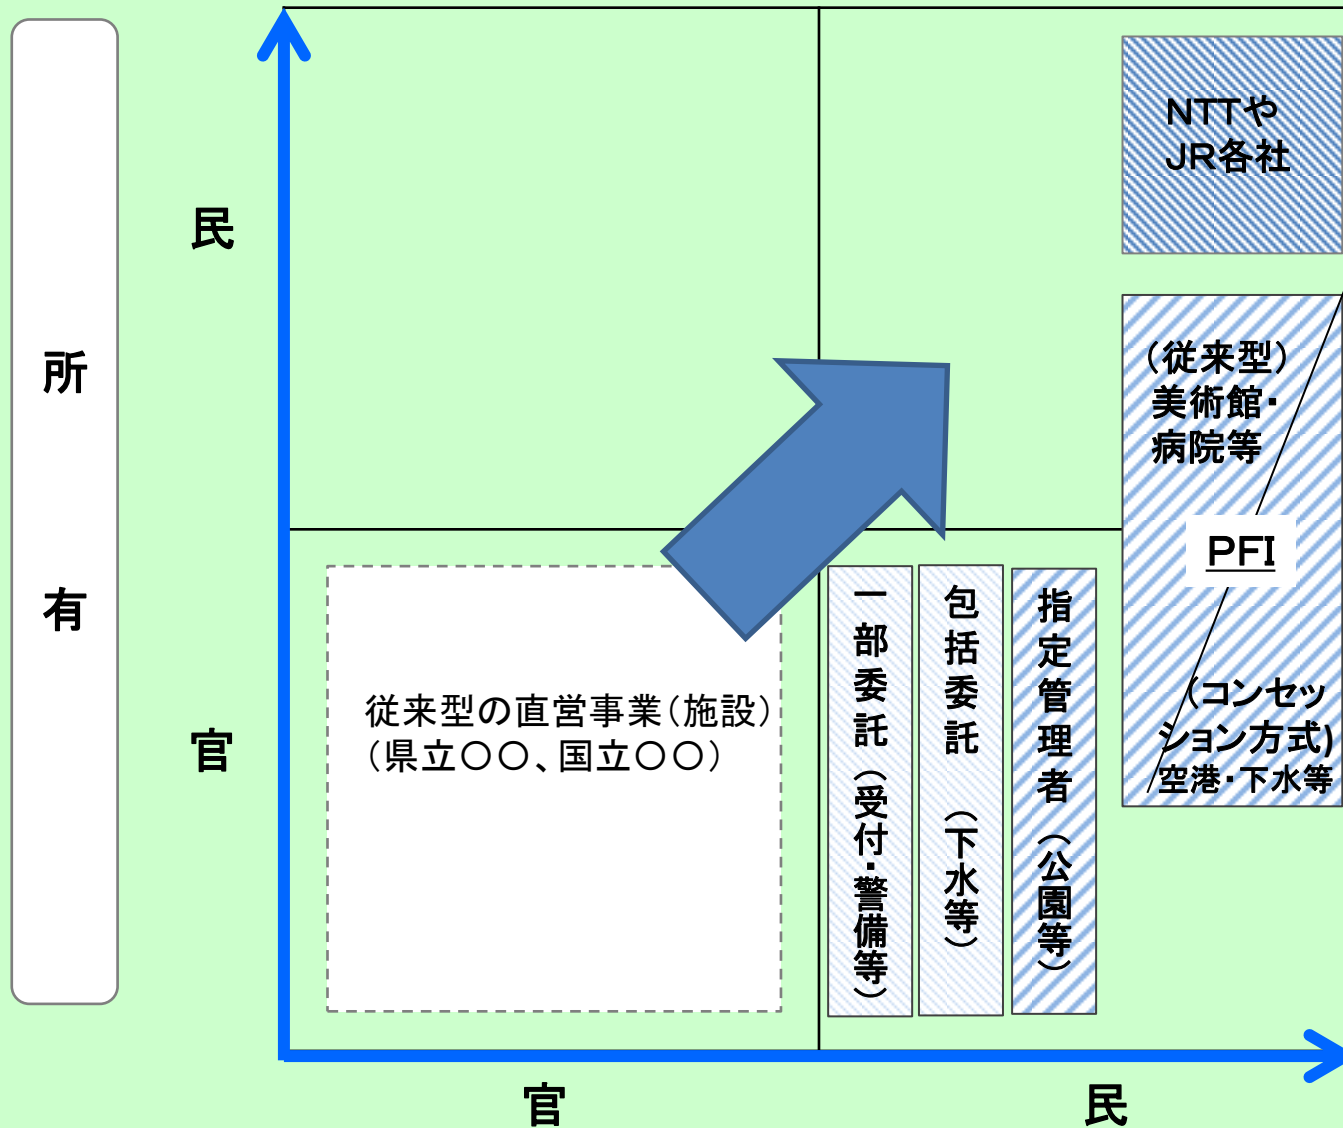 所有
民
官
NTTや
JR各社
(従来型)
美術館・
病院等
PFI
(コンセッ
ション方式)
空港・下水等
従来型の直営事業(施設)
(県立〇〇、国立〇〇)
一部委託(受付・警備等)
包括委託 (下水等)
指定管理者(公園等)
官
民